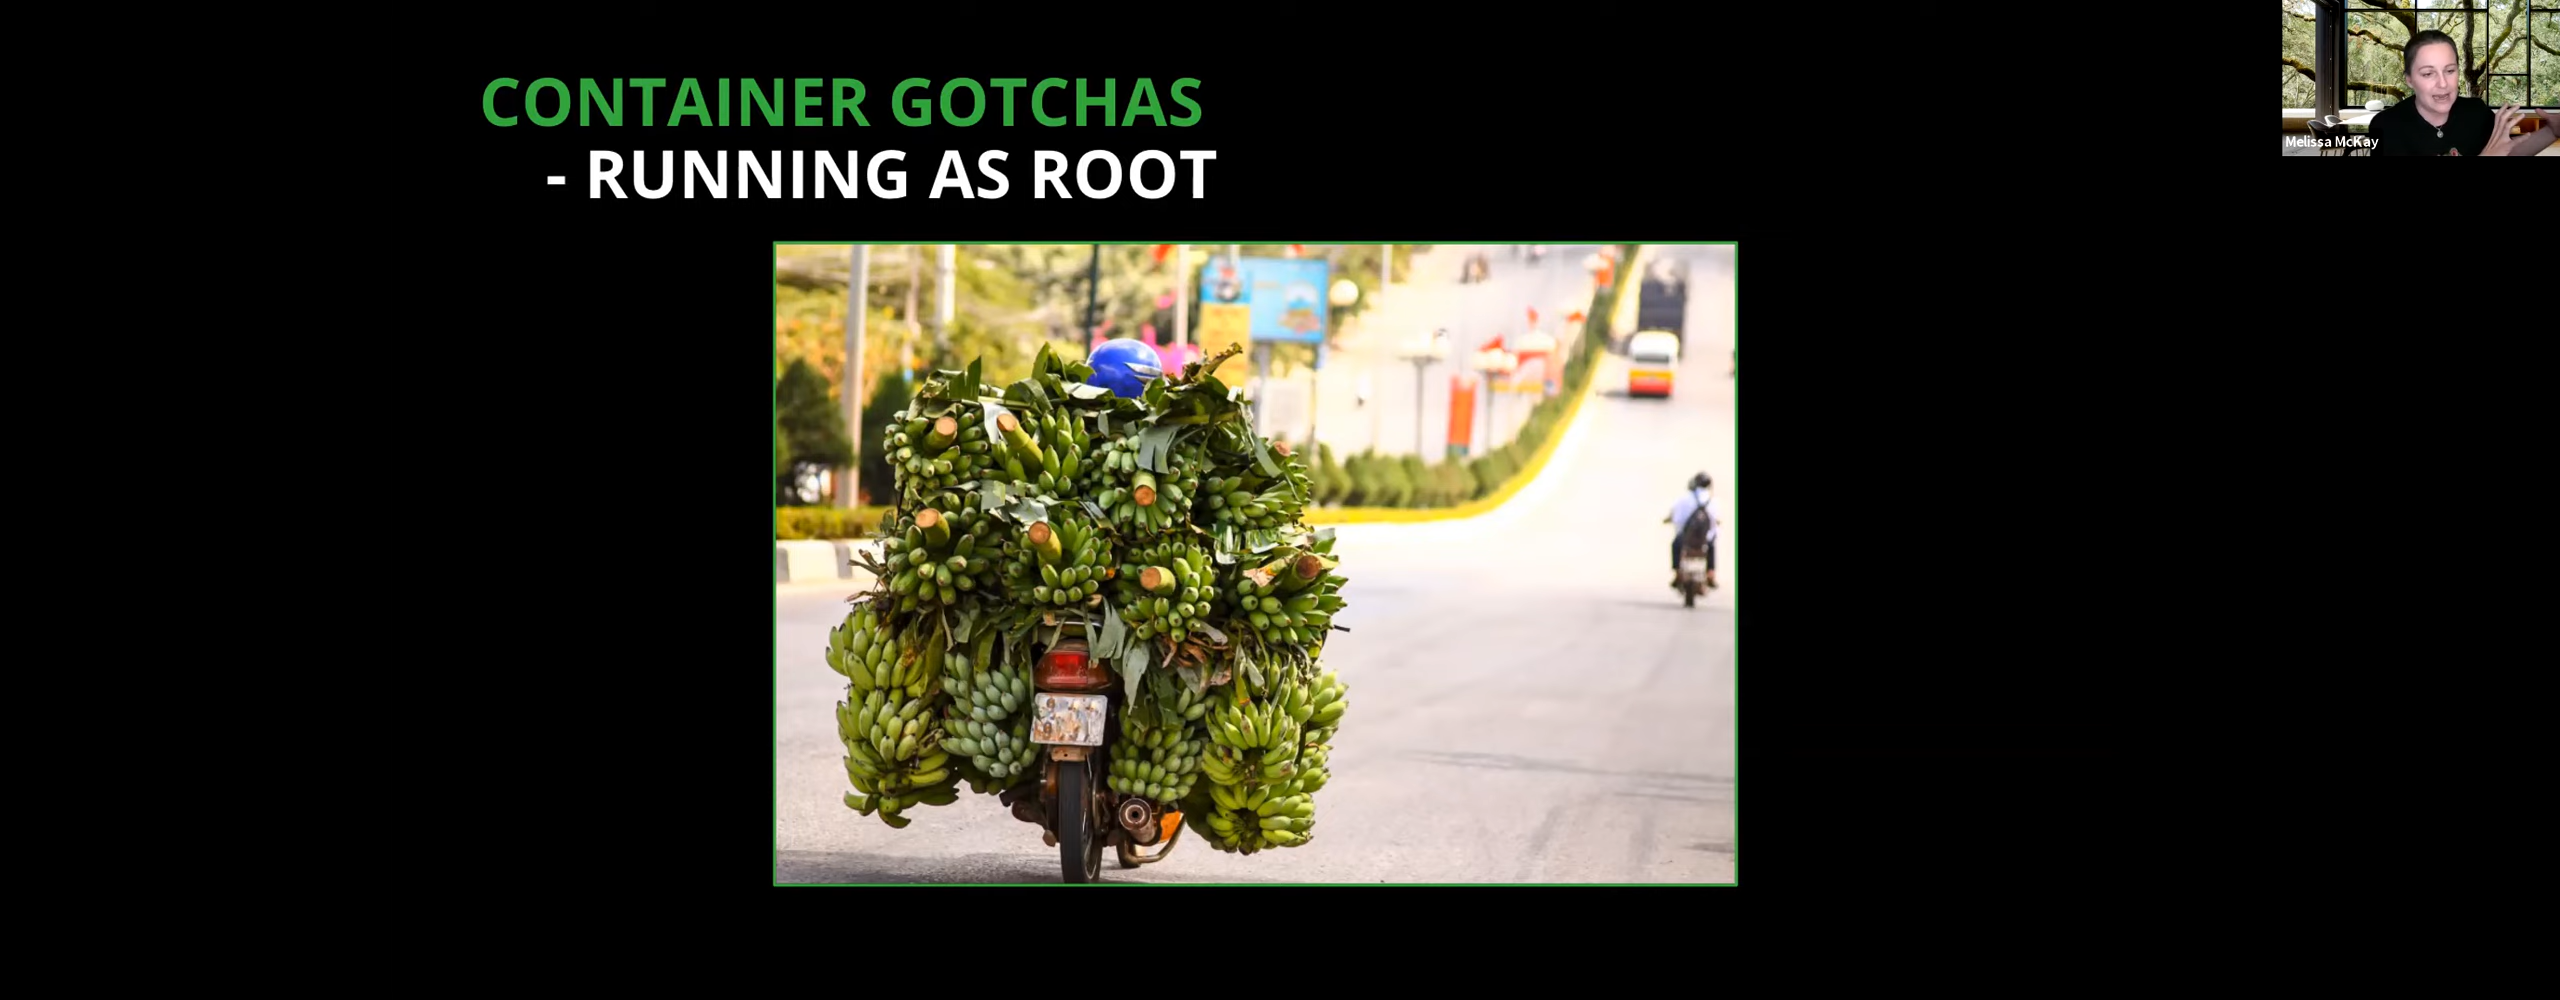 CONTAINER GOTCHAS
- RUNNING AS ROOT
Melissa McKay